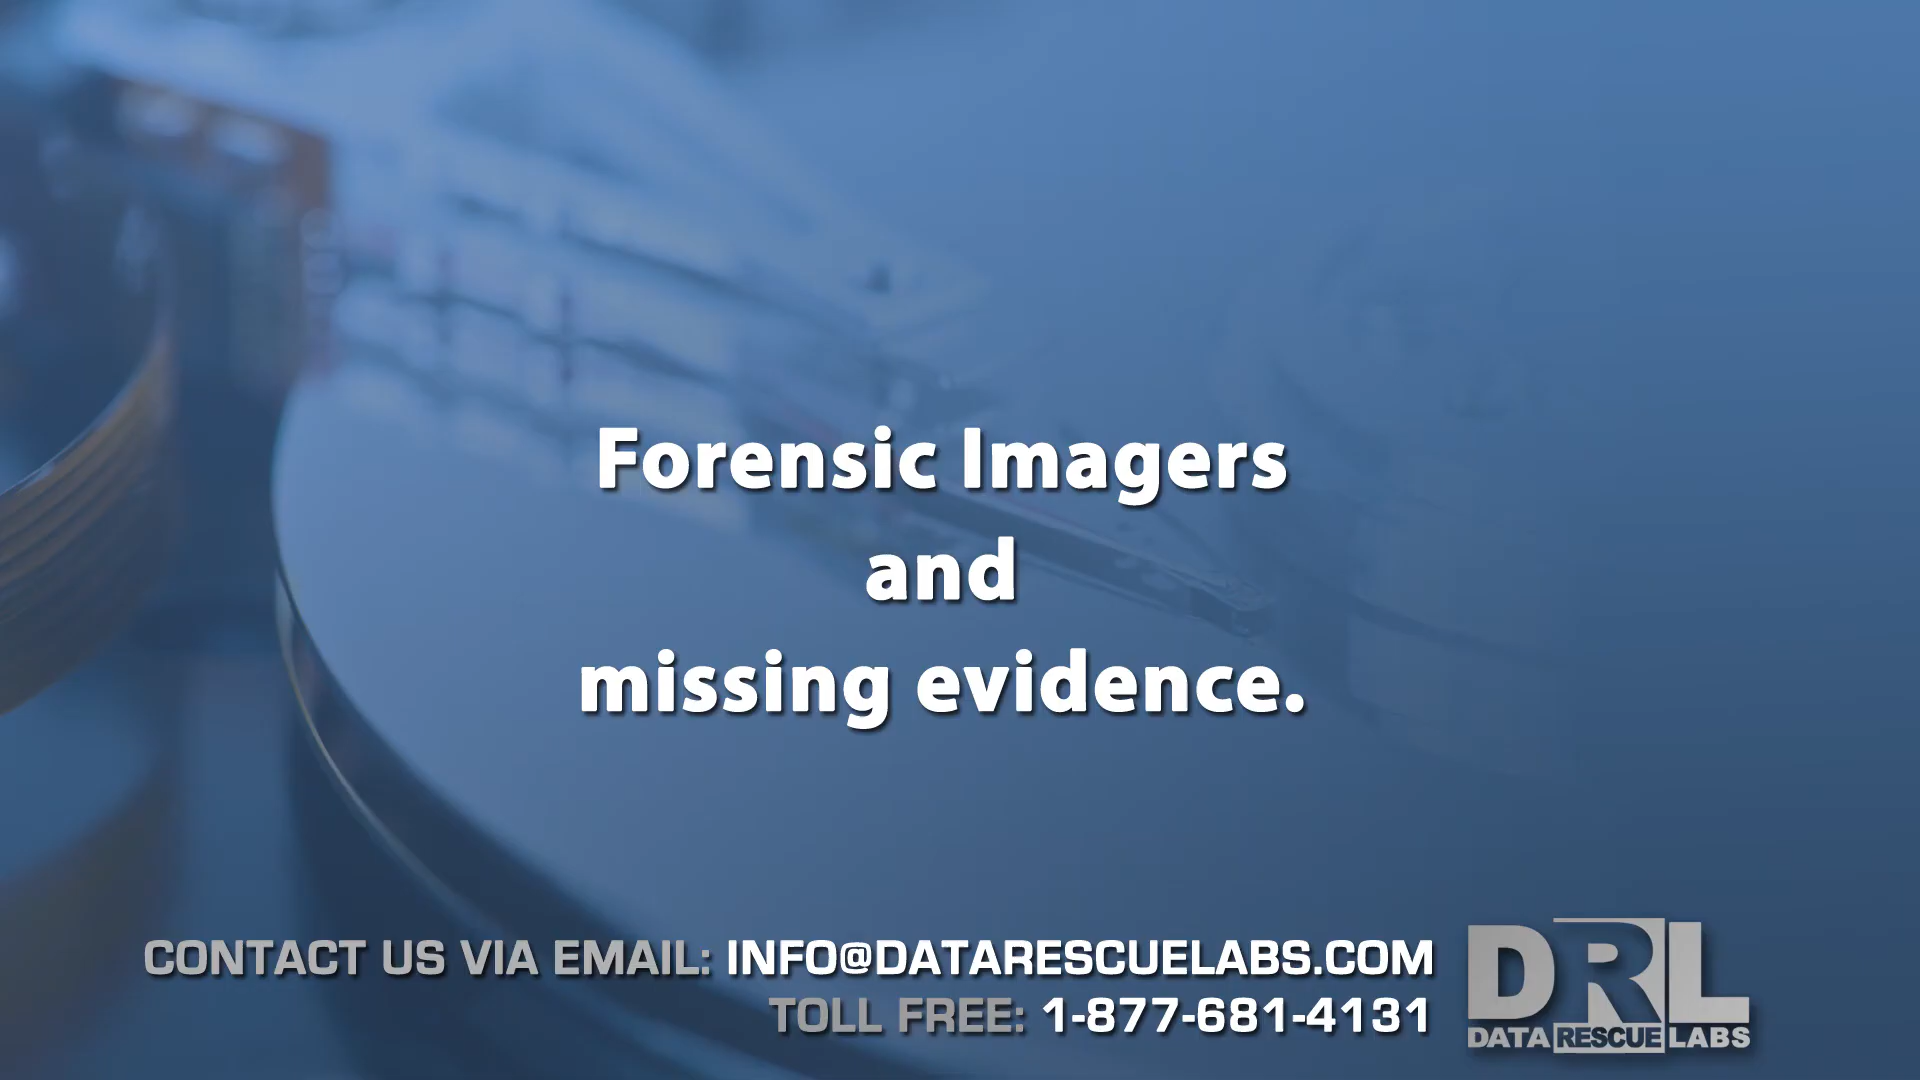 Forensic Imagers
and
missing evidence.
CONTACT US VIA EMAIL: INFO@DATARESCUELABS.COM
TOLL FREE: 1-877-681-4131
DRL
DATA RESCUE LABS